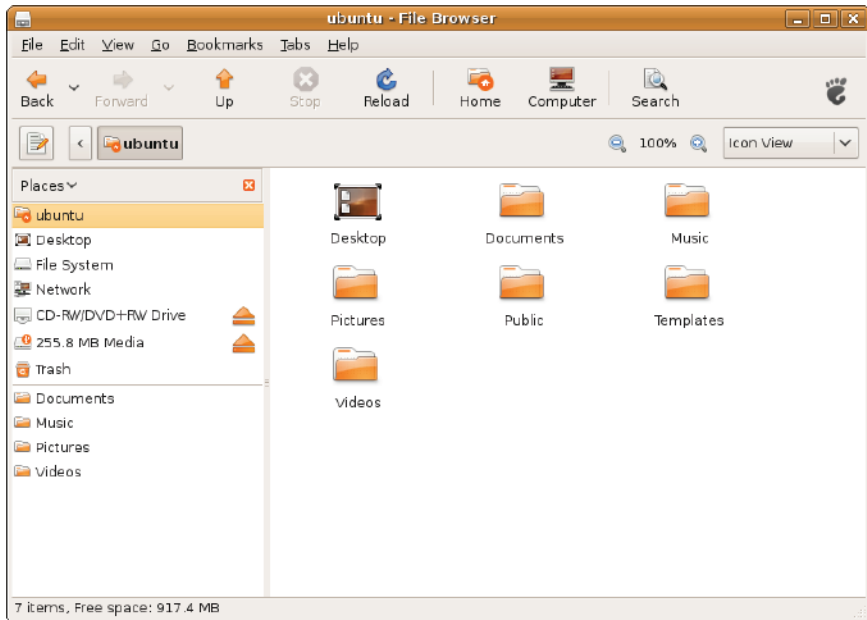 ubuntu - File Browser
File Edit View Go Bookmarks Tabs Help
Back Forward Up Stop Reload Home Computer Search
ubuntu 100% Icon View
Places
ubuntu
Desktop
File System
Network
CD-RW/DVD+RW Drive
255.8 MB Media
Trash
Documents
Music
Pictures
Videos
Desktop Documents Music
Pictures Public Templates
Videos
7 items, Free space: 917.4 MB